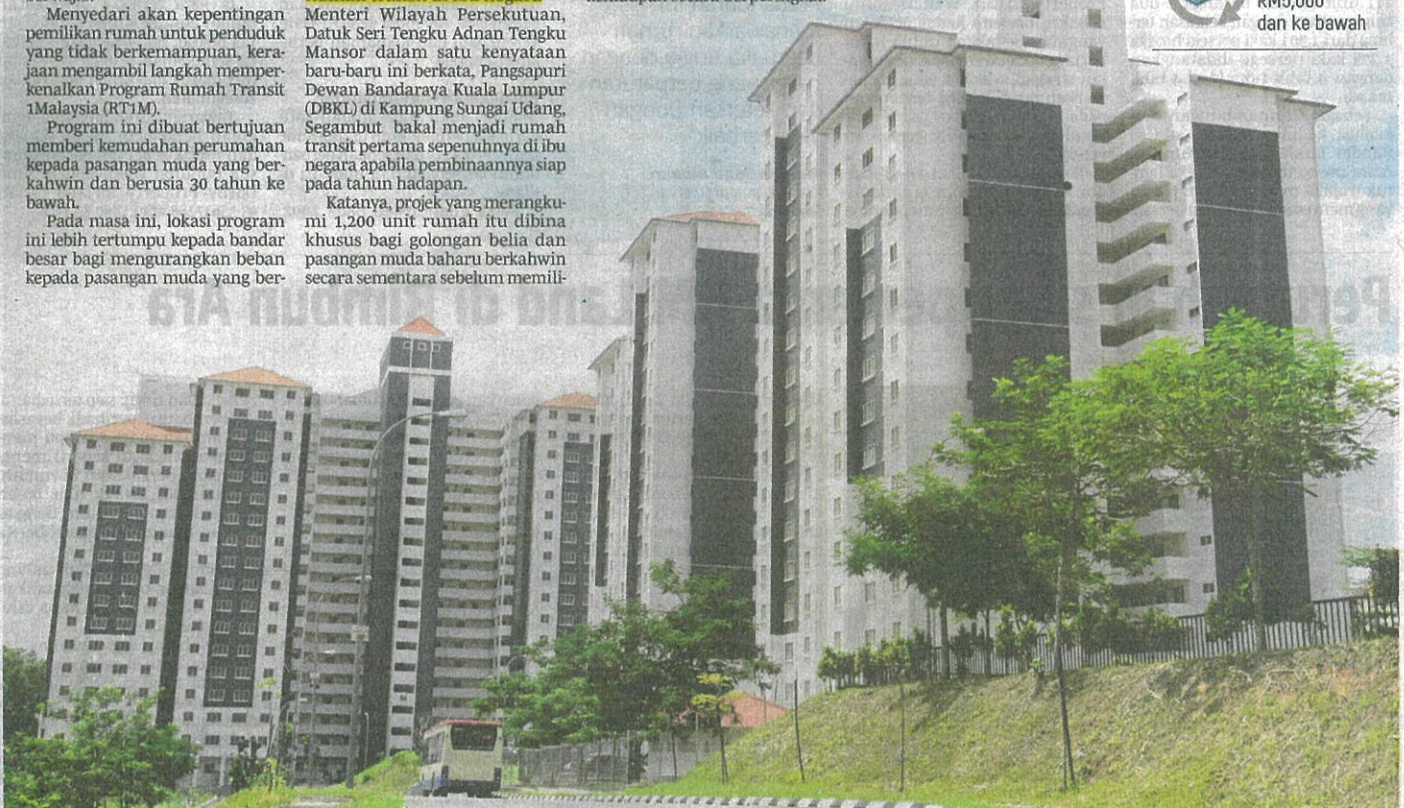 Menyedari akan kepentingan
pemilikan rumah untuk penduduk
yang tidak berkemampuan, kera-
jaan mengambil langkah memper-
kenalkan Program Rumah Transit
1Malaysia (RT1M).
Program ini dibuat bertujuan
memberi kemudahan perumahan
kepada pasangan muda yang ber-
kahwin dan berusia 30 tahun ke
bawah.
Pada masa ini, lokasi program
ini lebih tertumpu kepada bandar
besar bagi mengurangkan beban
kepada pasangan muda yang ber-
Menteri Wilayah Persekutuan,
Datuk Seri Tengku Adnan Tengku
Mansor dalam satu kenyataan
baru-baru ini berkata, Pangsapuri
Dewan Bandaraya Kuala Lumpur
(DBKL) di Kampung Sungai Udang,
Segambut bakal menjadi rumah
transit pertama sepenuhnya di ibu
negara apabila pembinaannya siap
pada tahun hadapan.
Katanya, projek yang merangku-
mi 1,200 unit rumah itu dibina
khusus bagi golongan belia dan
pasangan muda baharu berkahwin
secara sementara sebelum memili-
RM5,000
dan ke bawah